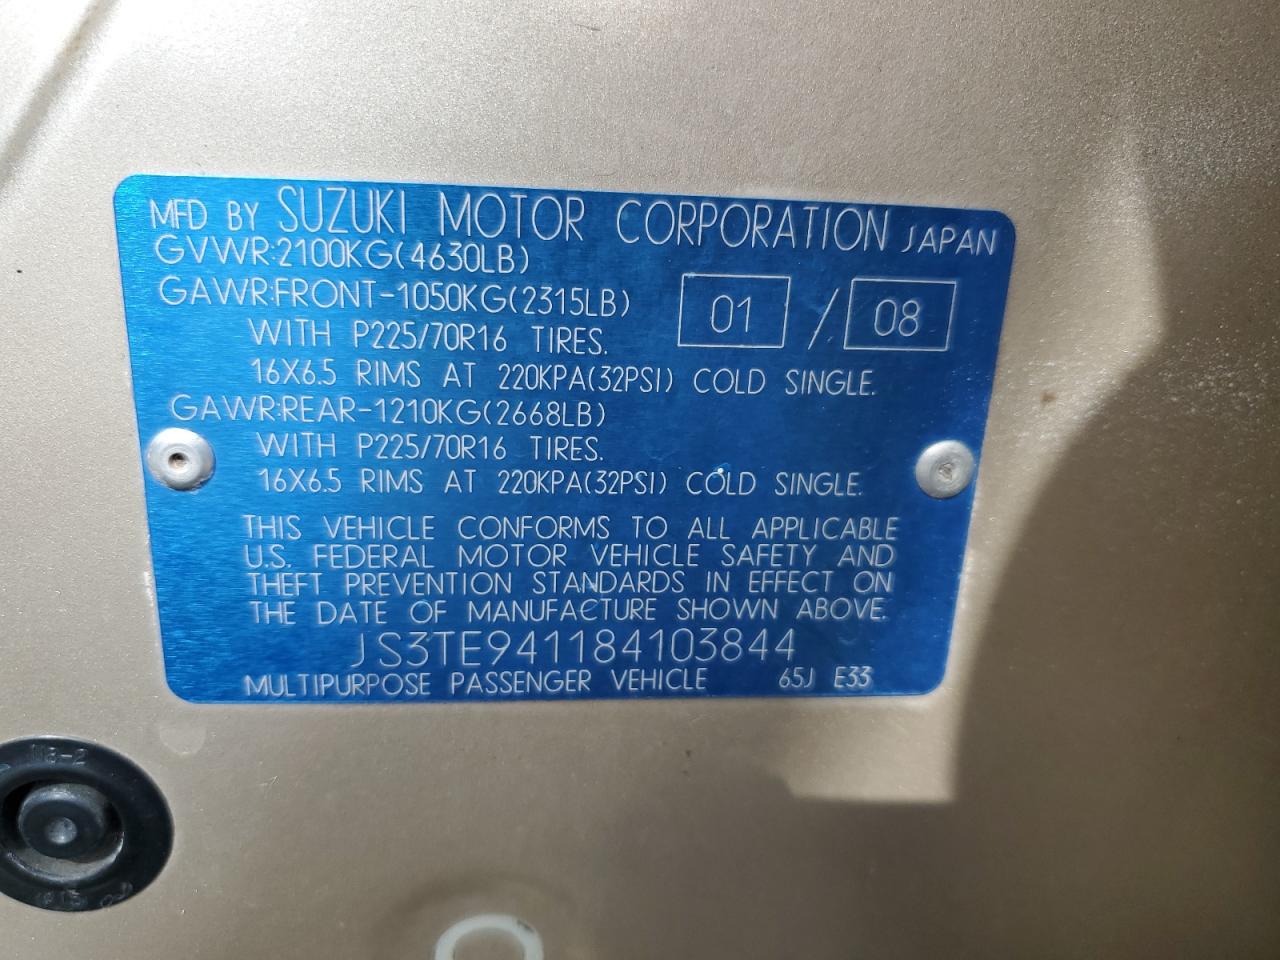 MFD BY SUZUKI MOTOR CORPORATION JAPAN
GVWR:2100KG(4630LB)
GAWR:FRONT-1050KG(2315LB)
01 / 08
WITH P225/70R16 TIRES.
16X6.5 RIMS AT 220KPA(32PSI) COLD SINGLE.
GAWR:REAR-1210KG(2668LB)
WITH P225/70R16 TIRES.
16X6.5 RIMS AT 220KPA(32PSI) COLD SINGLE.
THIS VEHICLE CONFORMS TO ALL APPLICABLE
U.S. FEDERAL MOTOR VEHICLE SAFETY AND
THEFT PREVENTION STANDARDS IN EFFECT ON
THE DATE OF MANUFACTURE SHOWN ABOVE.
JS3TE941184103844
MULTIPURPOSE PASSENGER VEHICLE 65J E33